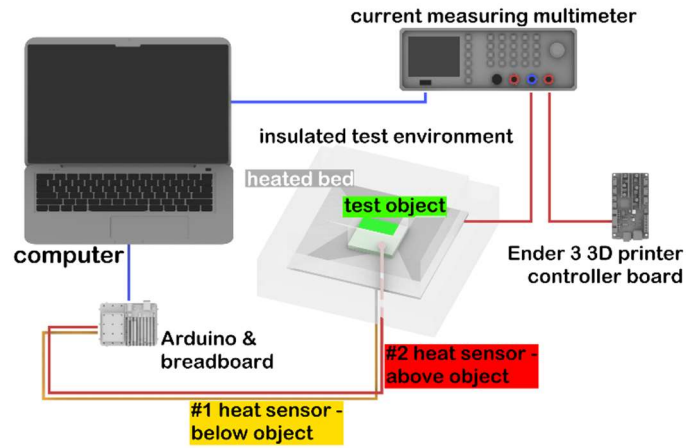 current measuring multimeter
insulated test environment
heated bed
test object
computer
Ender 3 3D printer
controller board
Arduino &
breadboard
#2 heat sensor -
above object
#1 heat sensor -
below object